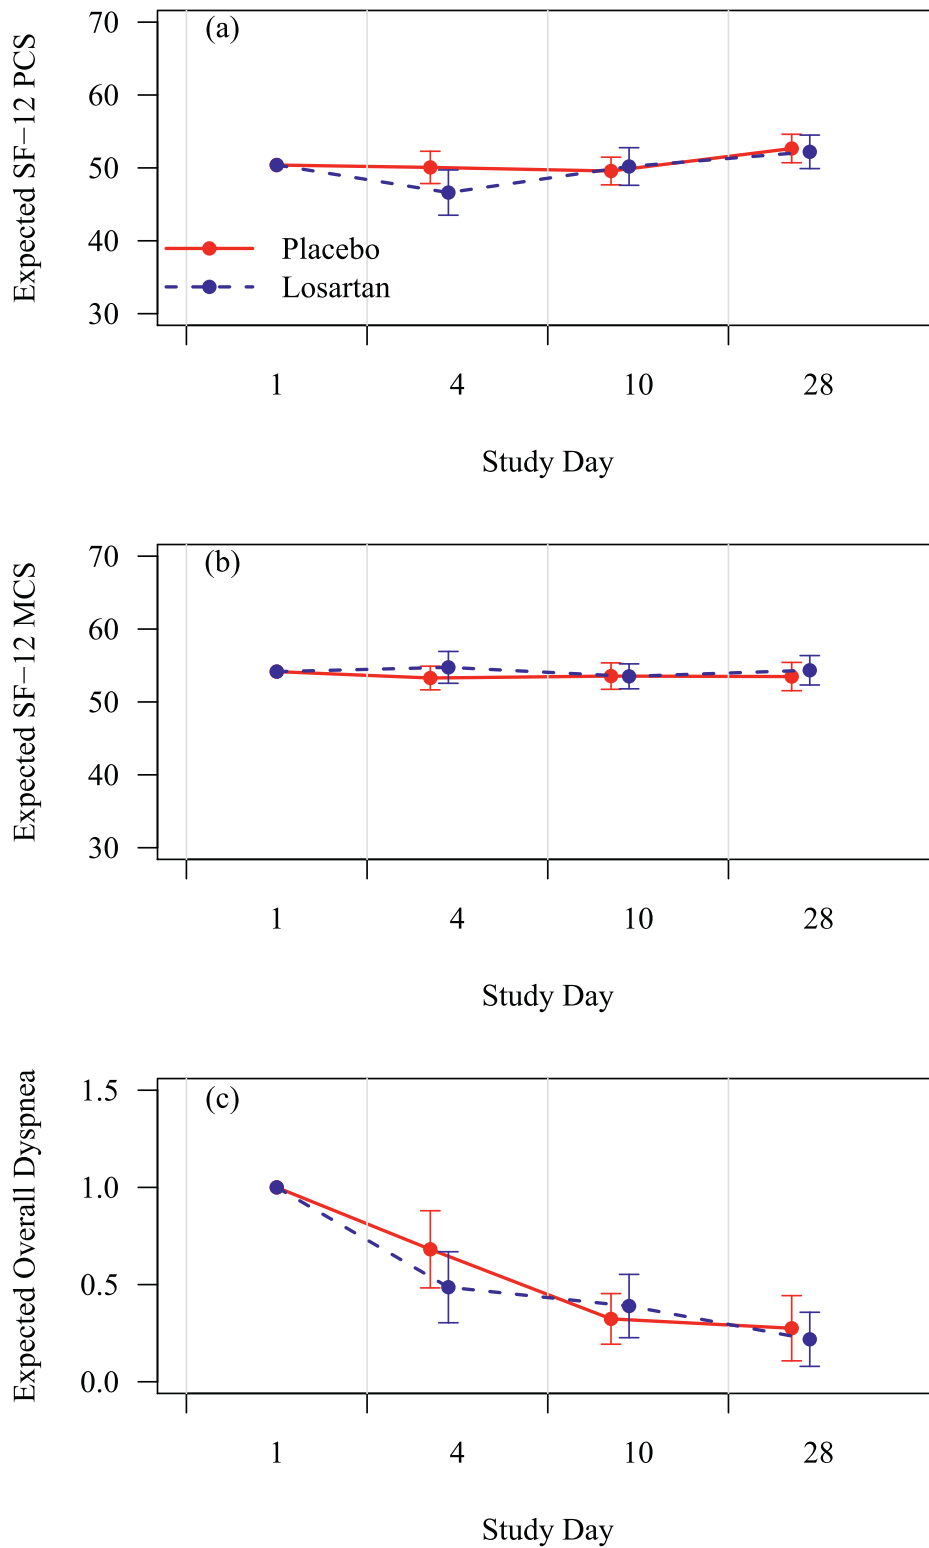 (a)
Expected SF−12 PCS
70
60
50
40
30
Placebo
Losartan
1 4 10 28
Study Day
(b)
Expected SF−12 MCS
70
60
50
40
30
1 4 10 28
Study Day
(c)
Expected Overall Dyspnea
1.5
1.0
0.5
0.0
1 4 10 28
Study Day